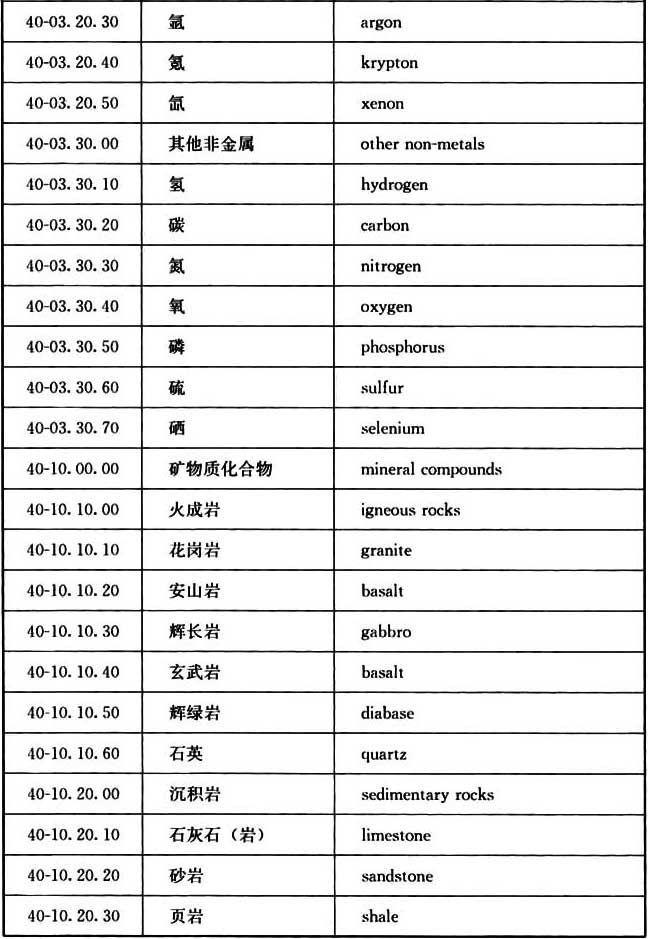 40-03.20.30 氩 argon
40-03.20.40 氪 krypton
40-03.20.50 氙 xenon
40-03.30.00 其他非金属 other non-metals
40-03.30.10 氢 hydrogen
40-03.30.20 碳 carbon
40-03.30.30 氮 nitrogen
40-03.30.40 氧 oxygen
40-03.30.50 磷 phosphorus
40-03.30.60 硫 sulfur
40-03.30.70 硒 selenium
40-10.00.00 矿物质化合物 mineral compounds
40-10.10.00 火成岩 igneous rocks
40-10.10.10 花岗岩 granite
40-10.10.20 安山岩 basalt
40-10.10.30 辉长岩 gabbro
40-10.10.40 玄武岩 basalt
40-10.10.50 辉绿岩 diabase
40-10.10.60 石英 quartz
40-10.20.00 沉积岩 sedimentary rocks
40-10.20.10 石灰石（岩） limestone
40-10.20.20 砂岩 sandstone
40-10.20.30 页岩 shale